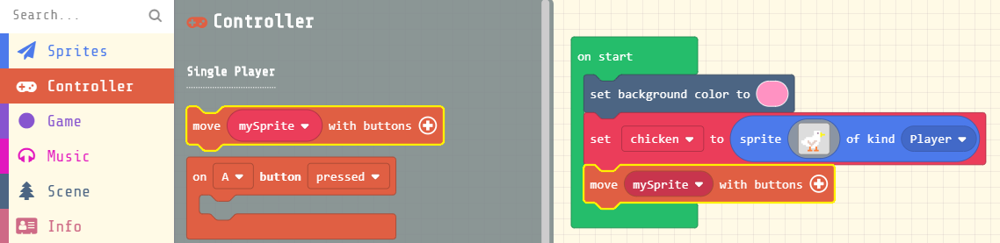 Search...
Sprites
Controller
Game
Music
Scene
Info
Controller
Single Player
move mySprite with buttons
on A button pressed
on start
set background color to
set chicken to sprite of kind Player
move mySprite with buttons